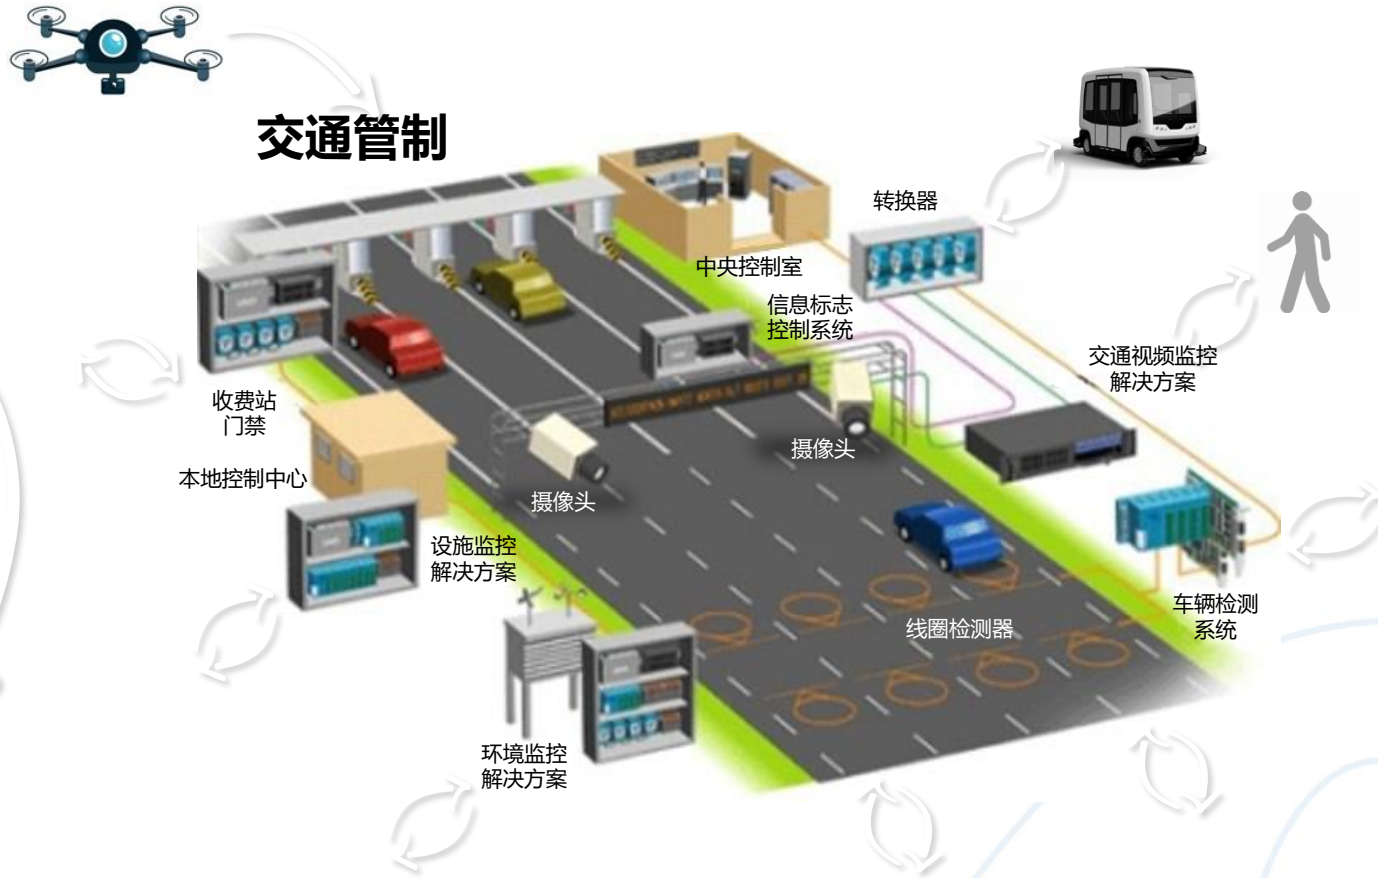 交通管制
转换器
中央控制室
信息标志
控制系统
交通视频监控
解决方案
收费站
门禁
摄像头
本地控制中心
摄像头
设施监控
解决方案
车辆检测
系统
线圈检测器
环境监控
解决方案